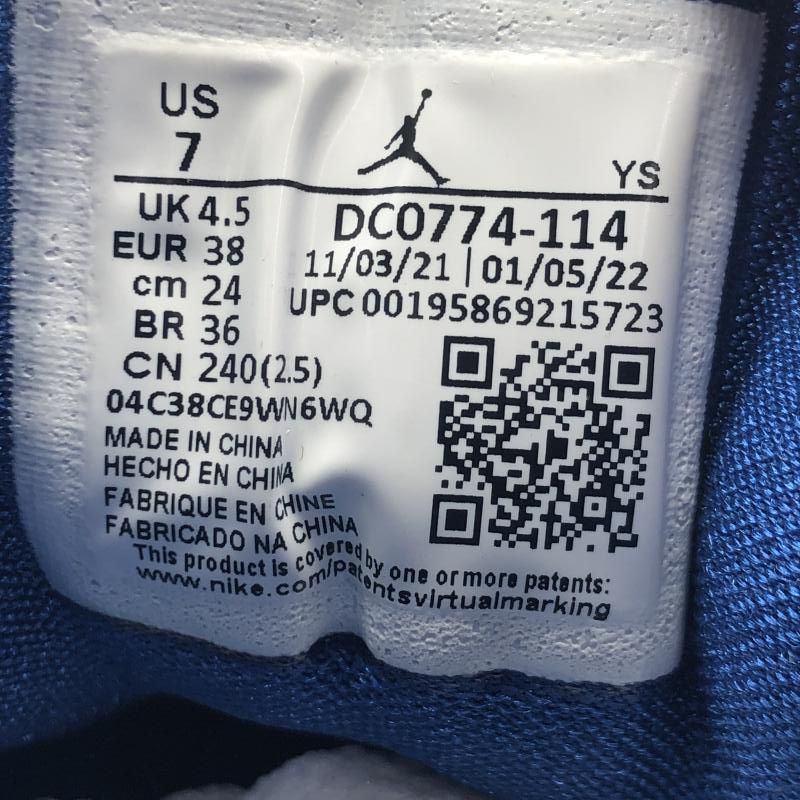 US
7
YS
UK 4.5
EUR 38
cm 24
BR 36
CN 240(2.5)
DC0774-114
11/03/21 | 01/05/22
UPC 00195869215723
04C38CE9WN6WQ
MADE IN CHINA
HECHO EN CHINA
FABRIQUE EN CHINE
FABRICADO NA CHINA
This product is covered by one or more patents:
www.nike.com/patentsvirtualmarking